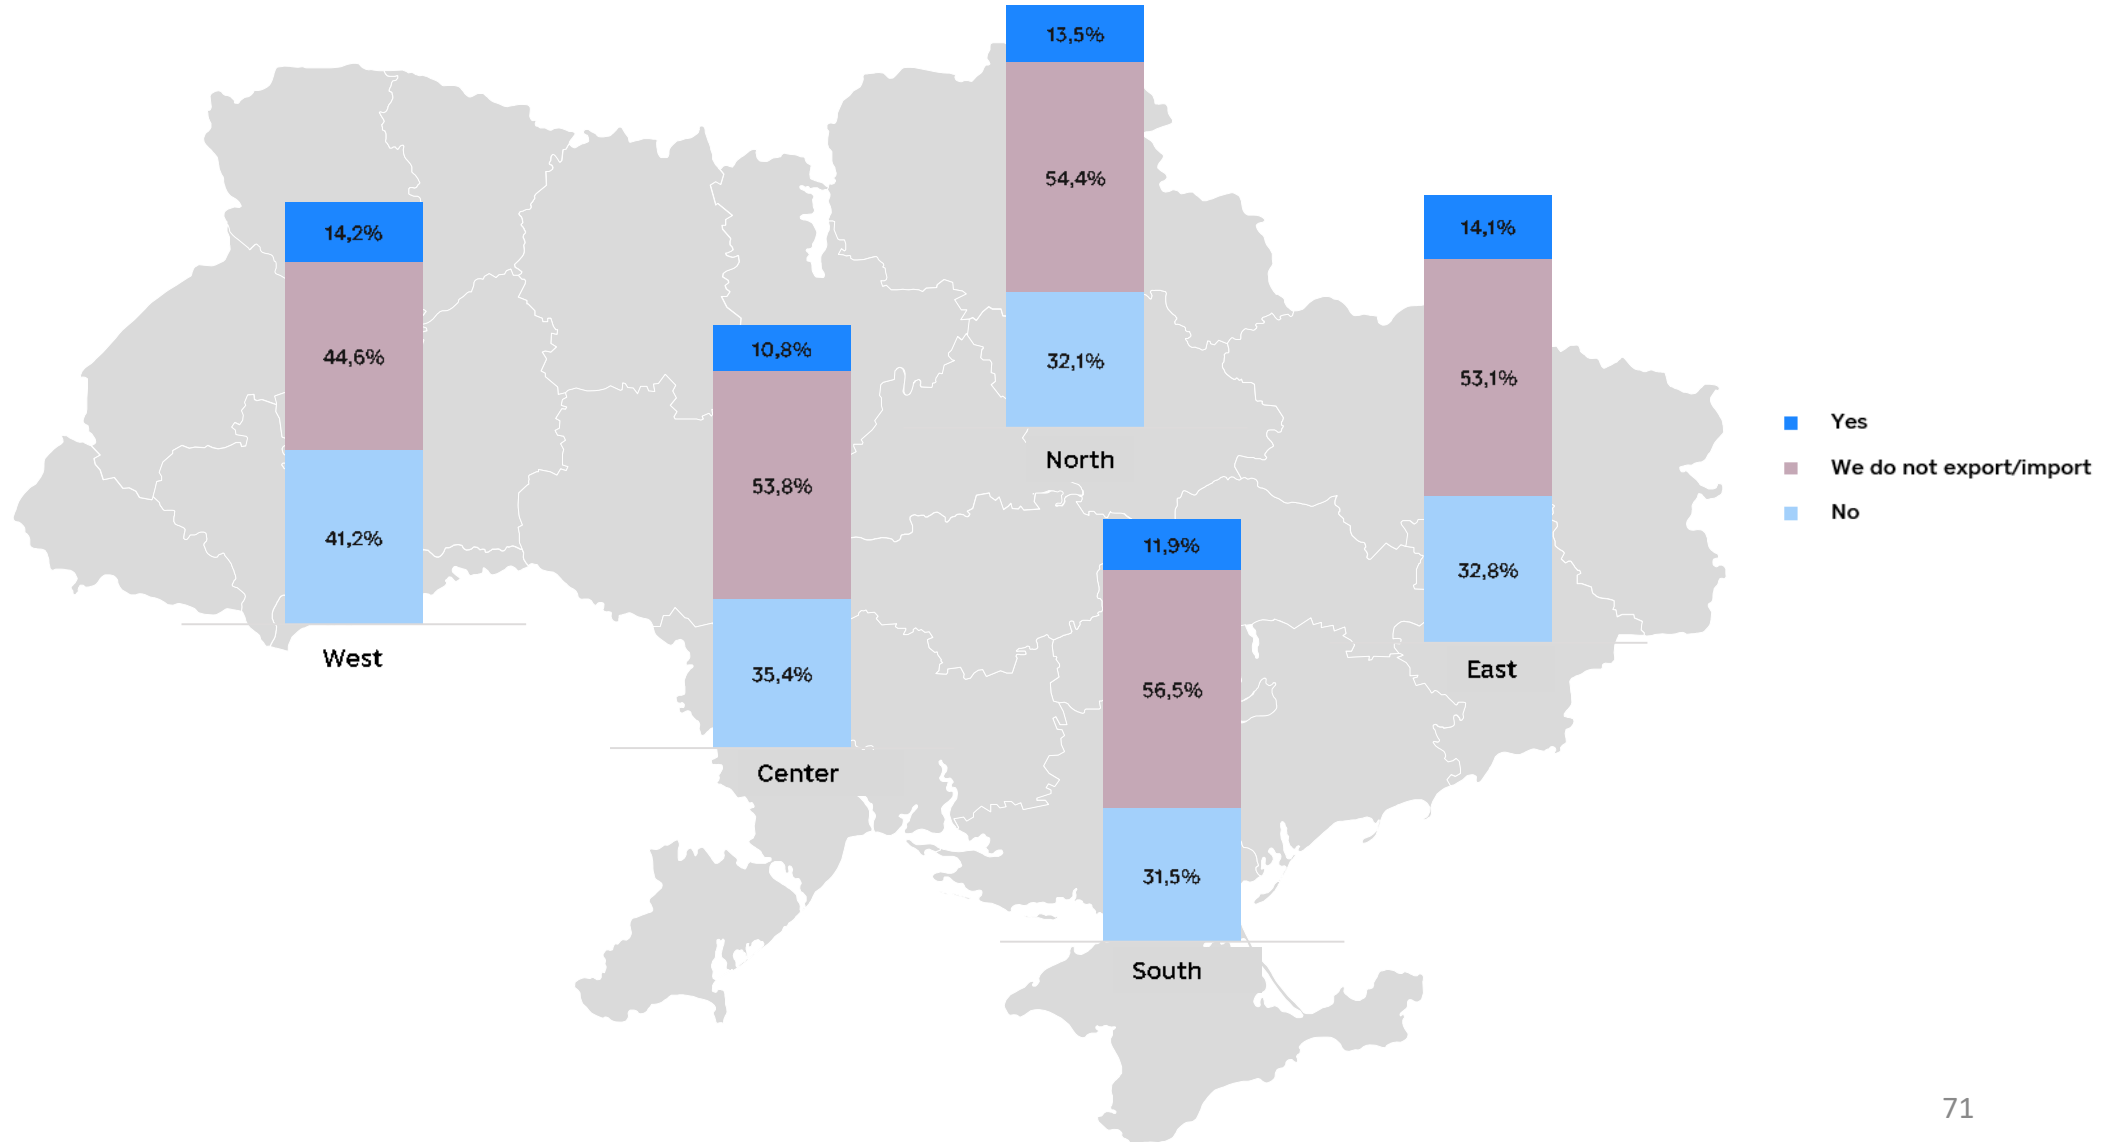 13,5%
54,4%
32,1%
North
14,2%
44,6%
41,2%
West
10,8%
53,8%
35,4%
Center
14,1%
53,1%
32,8%
East
11,9%
56,5%
31,5%
South
Yes
We do not export/import
No
71